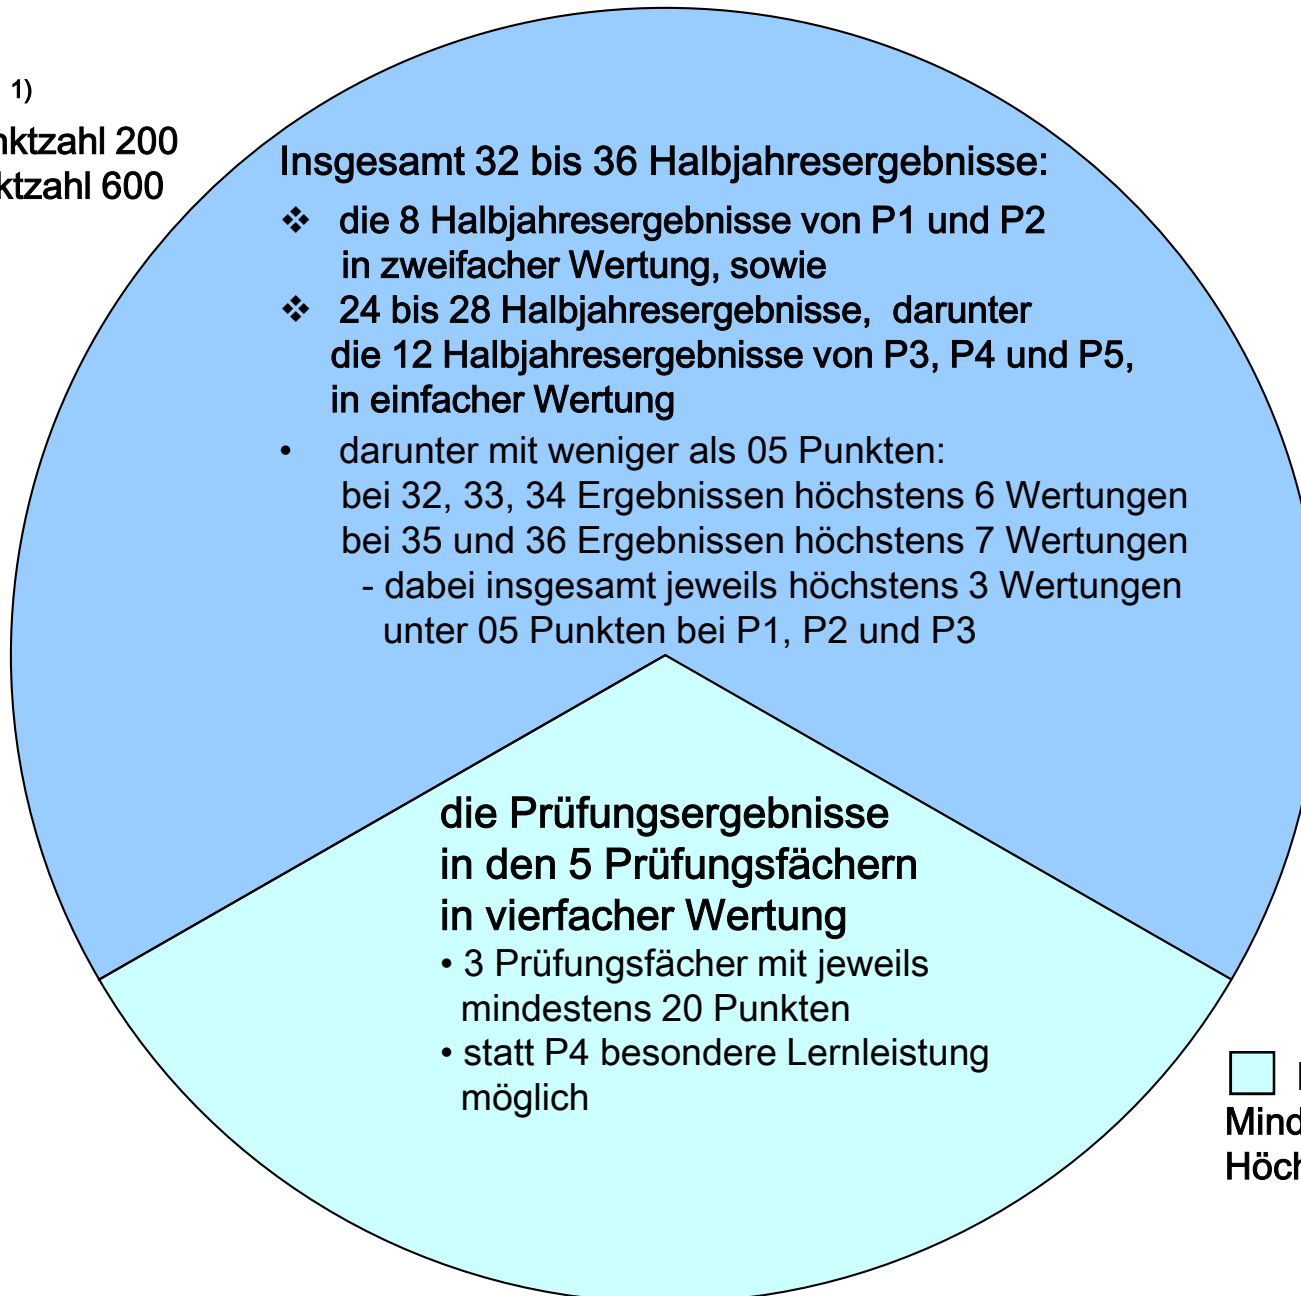 1)
nktzahl 200
ktzahl 600
Insgesamt 32 bis 36 Halbjahresergebnisse:
❖ die 8 Halbjahresergebnisse von P1 und P2
in zweifacher Wertung, sowie
❖ 24 bis 28 Halbjahresergebnisse, darunter
die 12 Halbjahresergebnisse von P3, P4 und P5,
in einfacher Wertung
• darunter mit weniger als 05 Punkten:
bei 32, 33, 34 Ergebnissen höchstens 6 Wertungen
bei 35 und 36 Ergebnissen höchstens 7 Wertungen
- dabei insgesamt jeweils höchstens 3 Wertungen
unter 05 Punkten bei P1, P2 und P3
die Prüfungsergebnisse
in den 5 Prüfungsfächern
in vierfacher Wertung
• 3 Prüfungsfächer mit jeweils
mindestens 20 Punkten
• statt P4 besondere Lernleistung
möglich
Mind
Höch